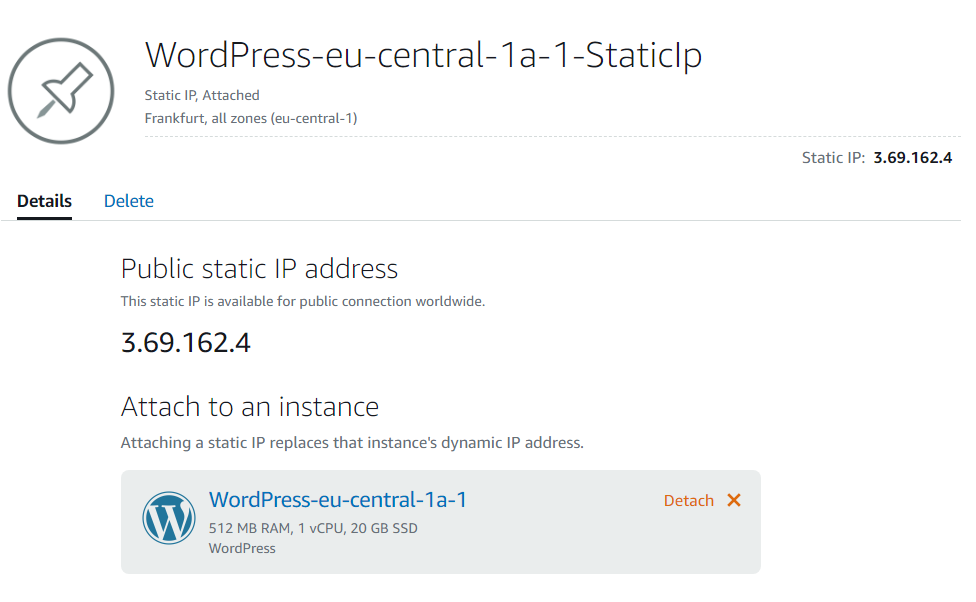 WordPress-eu-central-1a-1-StaticIp
Static IP, Attached
Frankfurt, all zones (eu-central-1)
Static IP: 3.69.162.4
Details Delete
Public static IP address
This static IP is available for public connection worldwide.
3.69.162.4
Attach to an instance
Attaching a static IP replaces that instance's dynamic IP address.
WordPress-eu-central-1a-1 Detach
512 MB RAM, 1 vCPU, 20 GB SSD
WordPress